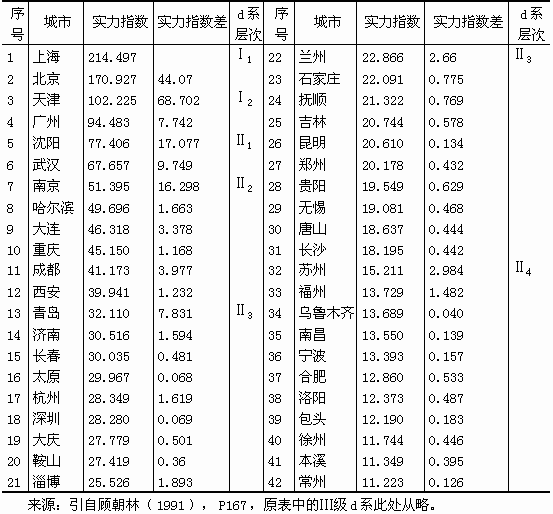 序号 城市 实力指数 实力指数差 d系层次 序号 城市 实力指数 实力指数差 d系层次
1 上海 214.497 Ⅰ1 22 兰州 22.866 2.66 Ⅱ3
2 北京 170.927 44.07 23 石家庄 22.091 0.775
3 天津 102.225 68.702 Ⅰ2 24 抚顺 21.322 0.769
4 广州 94.483 7.742 25 吉林 20.744 0.578
5 沈阳 77.406 17.077 Ⅱ1 26 昆明 20.610 0.134
6 武汉 67.657 9.749 27 郑州 20.178 0.432
7 南京 51.395 16.298 Ⅱ2 28 贵阳 19.549 0.629
8 哈尔滨 49.696 1.663 29 无锡 19.081 0.468
9 大连 46.318 3.378 30 唐山 18.637 0.444
10 重庆 45.150 1.168 31 长沙 18.195 0.442
11 成都 41.173 3.977 32 苏州 15.211 2.984 Ⅱ4
12 西安 39.941 1.232 33 福州 13.729 1.482
13 青岛 32.110 7.831 Ⅱ3 34 乌鲁木齐 13.689 0.040
14 济南 30.516 1.594 35 南昌 13.550 0.139
15 长春 30.035 0.481 36 宁波 13.393 0.157
16 太原 29.967 0.068 37 合肥 12.860 0.533
17 杭州 28.349 1.619 38 洛阳 12.373 0.487
18 深圳 28.280 0.069 39 包头 12.190 0.183
19 大庆 27.779 0.501 40 徐州 11.744 0.446
20 鞍山 27.419 0.36 41 本溪 11.349 0.395
21 淄博 25.526 1.893 42 常州 11.223 0.126
来源：引自顾朝林（1991），P167，原表中的III级d系此处从略。